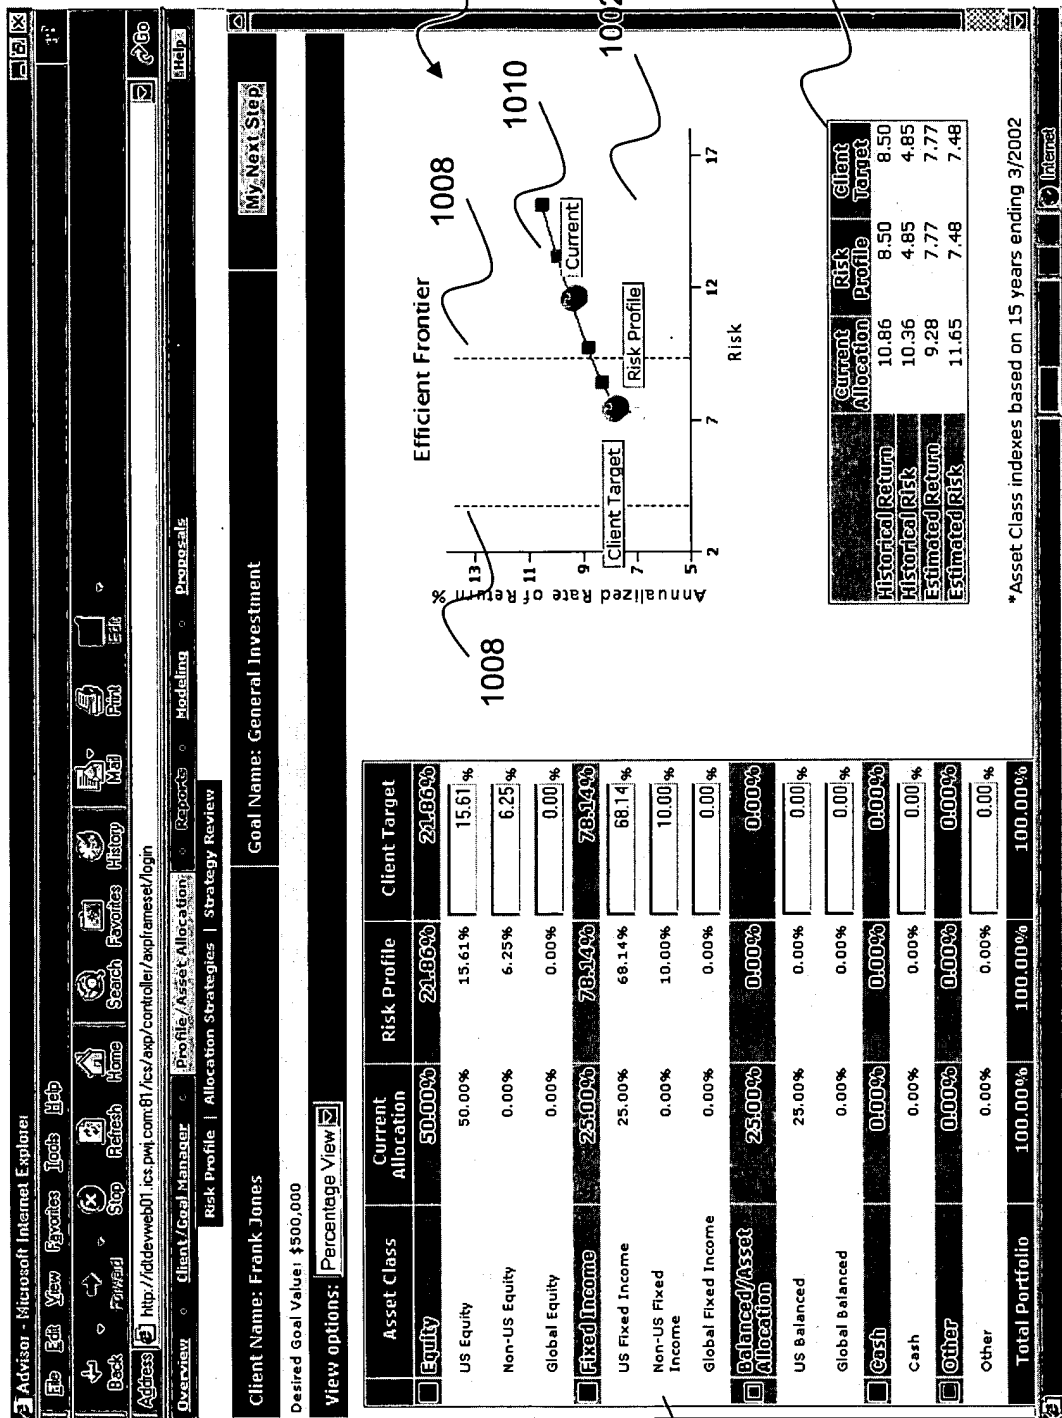 Advisor - Microsoft Internet Explorer
File Edit View Favorites Tools Help
Back Forward Stop Refresh Home Search Favorites History Mail Print Edit
Address http://idtdevweb01.ics.pwj.com:81/ics/axp/controller/axpframeset/login Go
Overview Client/Goal Manager Profile/Asset Allocation Reports Modeling Proposals Help
Risk Profile | Allocation Strategies | Strategy Review
Client Name: Frank Jones Goal Name: General Investment My Next Step
Desired Goal Value: $500,000
View options: Percentage View
Asset Class Current Allocation Risk Profile Client Target
Equity 50.00% 21.86% 21.86%
US Equity 50.00% 15.61% 15.61 %
Non-US Equity 0.00% 6.25% 6.25 %
Global Equity 0.00% 0.00% 0.00 %
Fixed Income 25.00% 78.14% 78.14%
US Fixed Income 25.00% 68.14% 68.14 %
Non-US Fixed Income 0.00% 10.00% 10.00 %
Global Fixed Income 0.00% 0.00% 0.00 %
Balanced/Asset Allocation 25.00% 0.00% 0.00%
US Balanced 25.00% 0.00% 0.00 %
Global Balanced 0.00% 0.00% 0.00 %
Cash 0.00% 0.00% 0.00%
Cash 0.00% 0.00% 0.00 %
Other 0.00% 0.00% 0.00%
Other 0.00% 0.00% 0.00 %
Total Portfolio 100.00% 100.00% 100.00%
1008
1008
1010
1002
Efficient Frontier
Annualized Rate of Return %
13
11
9
7
5
2 7 12 17
Risk
Client Target
Risk Profile
Current
Current Allocation Risk Profile Client Target
Historical Return 10.86 8.50 8.50
Historical Risk 10.36 4.85 4.85
Estimated Return 9.28 7.77 7.77
Estimated Risk 11.65 7.48 7.48
*Asset Class indexes based on 15 years ending 3/2002
Internet